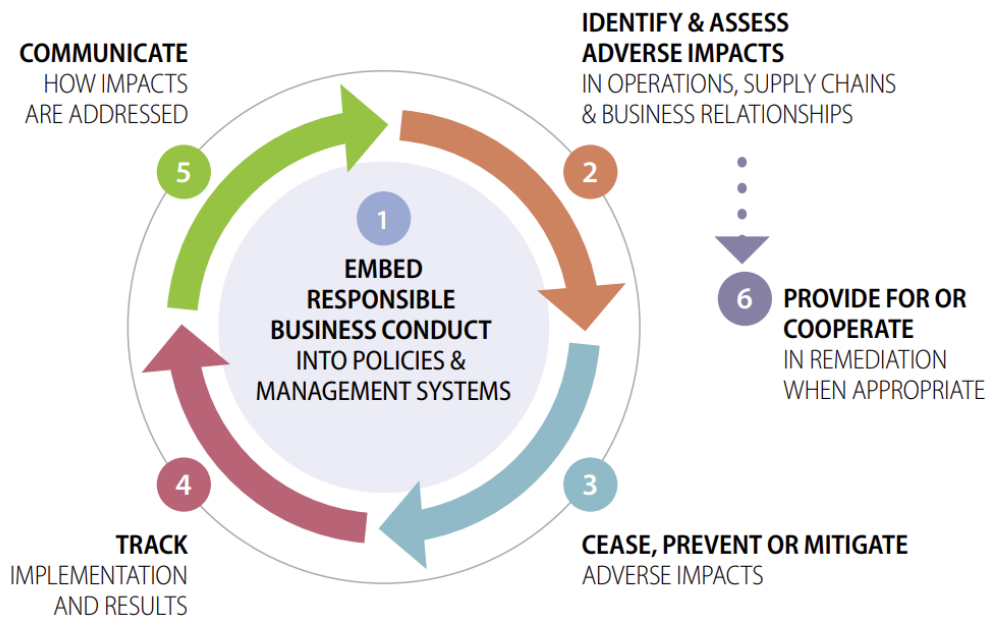 1
EMBED
RESPONSIBLE
BUSINESS CONDUCT
INTO POLICIES &
MANAGEMENT SYSTEMS
2
IDENTIFY & ASSESS
ADVERSE IMPACTS
IN OPERATIONS, SUPPLY CHAINS
& BUSINESS RELATIONSHIPS
3
CEASE, PREVENT OR MITIGATE
ADVERSE IMPACTS
4
TRACK
IMPLEMENTATION
AND RESULTS
5
COMMUNICATE
HOW IMPACTS
ARE ADDRESSED
6
PROVIDE FOR OR
COOPERATE
IN REMEDIATION
WHEN APPROPRIATE